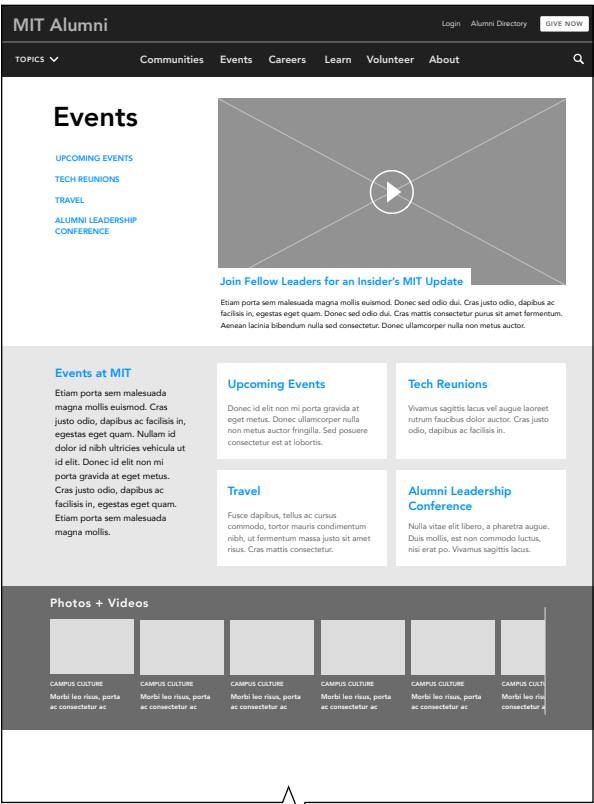 MIT Alumni
Login Alumni Directory GIVE NOW
TOPICS Communities Events Careers Learn Volunteer About
Events
UPCOMING EVENTS
TECH REUNIONS
TRAVEL
ALUMNI LEADERSHIP
CONFERENCE
Join Fellow Leaders for an Insider's MIT Update
Etiam porta sem malesuada magna mollis euismod. Donec sed odio dui. Cras justo odio, dapibus ac
facilisis in, egestas eget quam. Donec sed odio dui. Cras mattis consectetur purus sit amet fermentum.
Aenean lacinia bibendum nulla sed consectetur. Donec ullamcorper nulla non metus auctor.
Events at MIT
Etiam porta sem malesuada
magna mollis euismod. Cras
justo odio, dapibus ac facilisis in,
egestas eget quam. Nullam id
dolor id nibh ultricies vehicula ut
id elit. Donec id elit non mi
porta gravida at eget metus.
Cras justo odio, dapibus ac
facilisis in, egestas eget quam.
Etiam porta sem malesuada
magna mollis.
Upcoming Events
Donec id elit non mi porta gravida at
eget metus. Donec ullamcorper nulla
non metus auctor fringilla. Sed posuere
consectetur est at lobortis.
Tech Reunions
Vivamus sagittis lacus vel augue laoreet
rutrum faucibus dolor auctor. Cras justo
odio, dapibus ac facilisis in.
Travel
Fusce dapibus, tellus ac cursus
commodo, tortor mauris condimentum
nibh, ut fermentum massa justo sit amet
risus. Cras mattis consectetur.
Alumni Leadership
Conference
Nulla vitae elit libero, a pharetra augue.
Duis mollis, est non commodo luctus,
nisi erat po. Vivamus sagittis lacus.
Photos + Videos
CAMPUS CULTURE
Morbi leo risus, porta
ac consectetur ac
CAMPUS CULTURE
Morbi leo risus, porta
ac consectetur ac
CAMPUS CULTURE
Morbi leo risus, porta
ac consectetur ac
CAMPUS CULTURE
Morbi leo risus, porta
ac consectetur ac
CAMPUS CULTURE
Morbi leo risus, porta
ac consectetur ac
CAMPUS
Morbi leo
consectetur